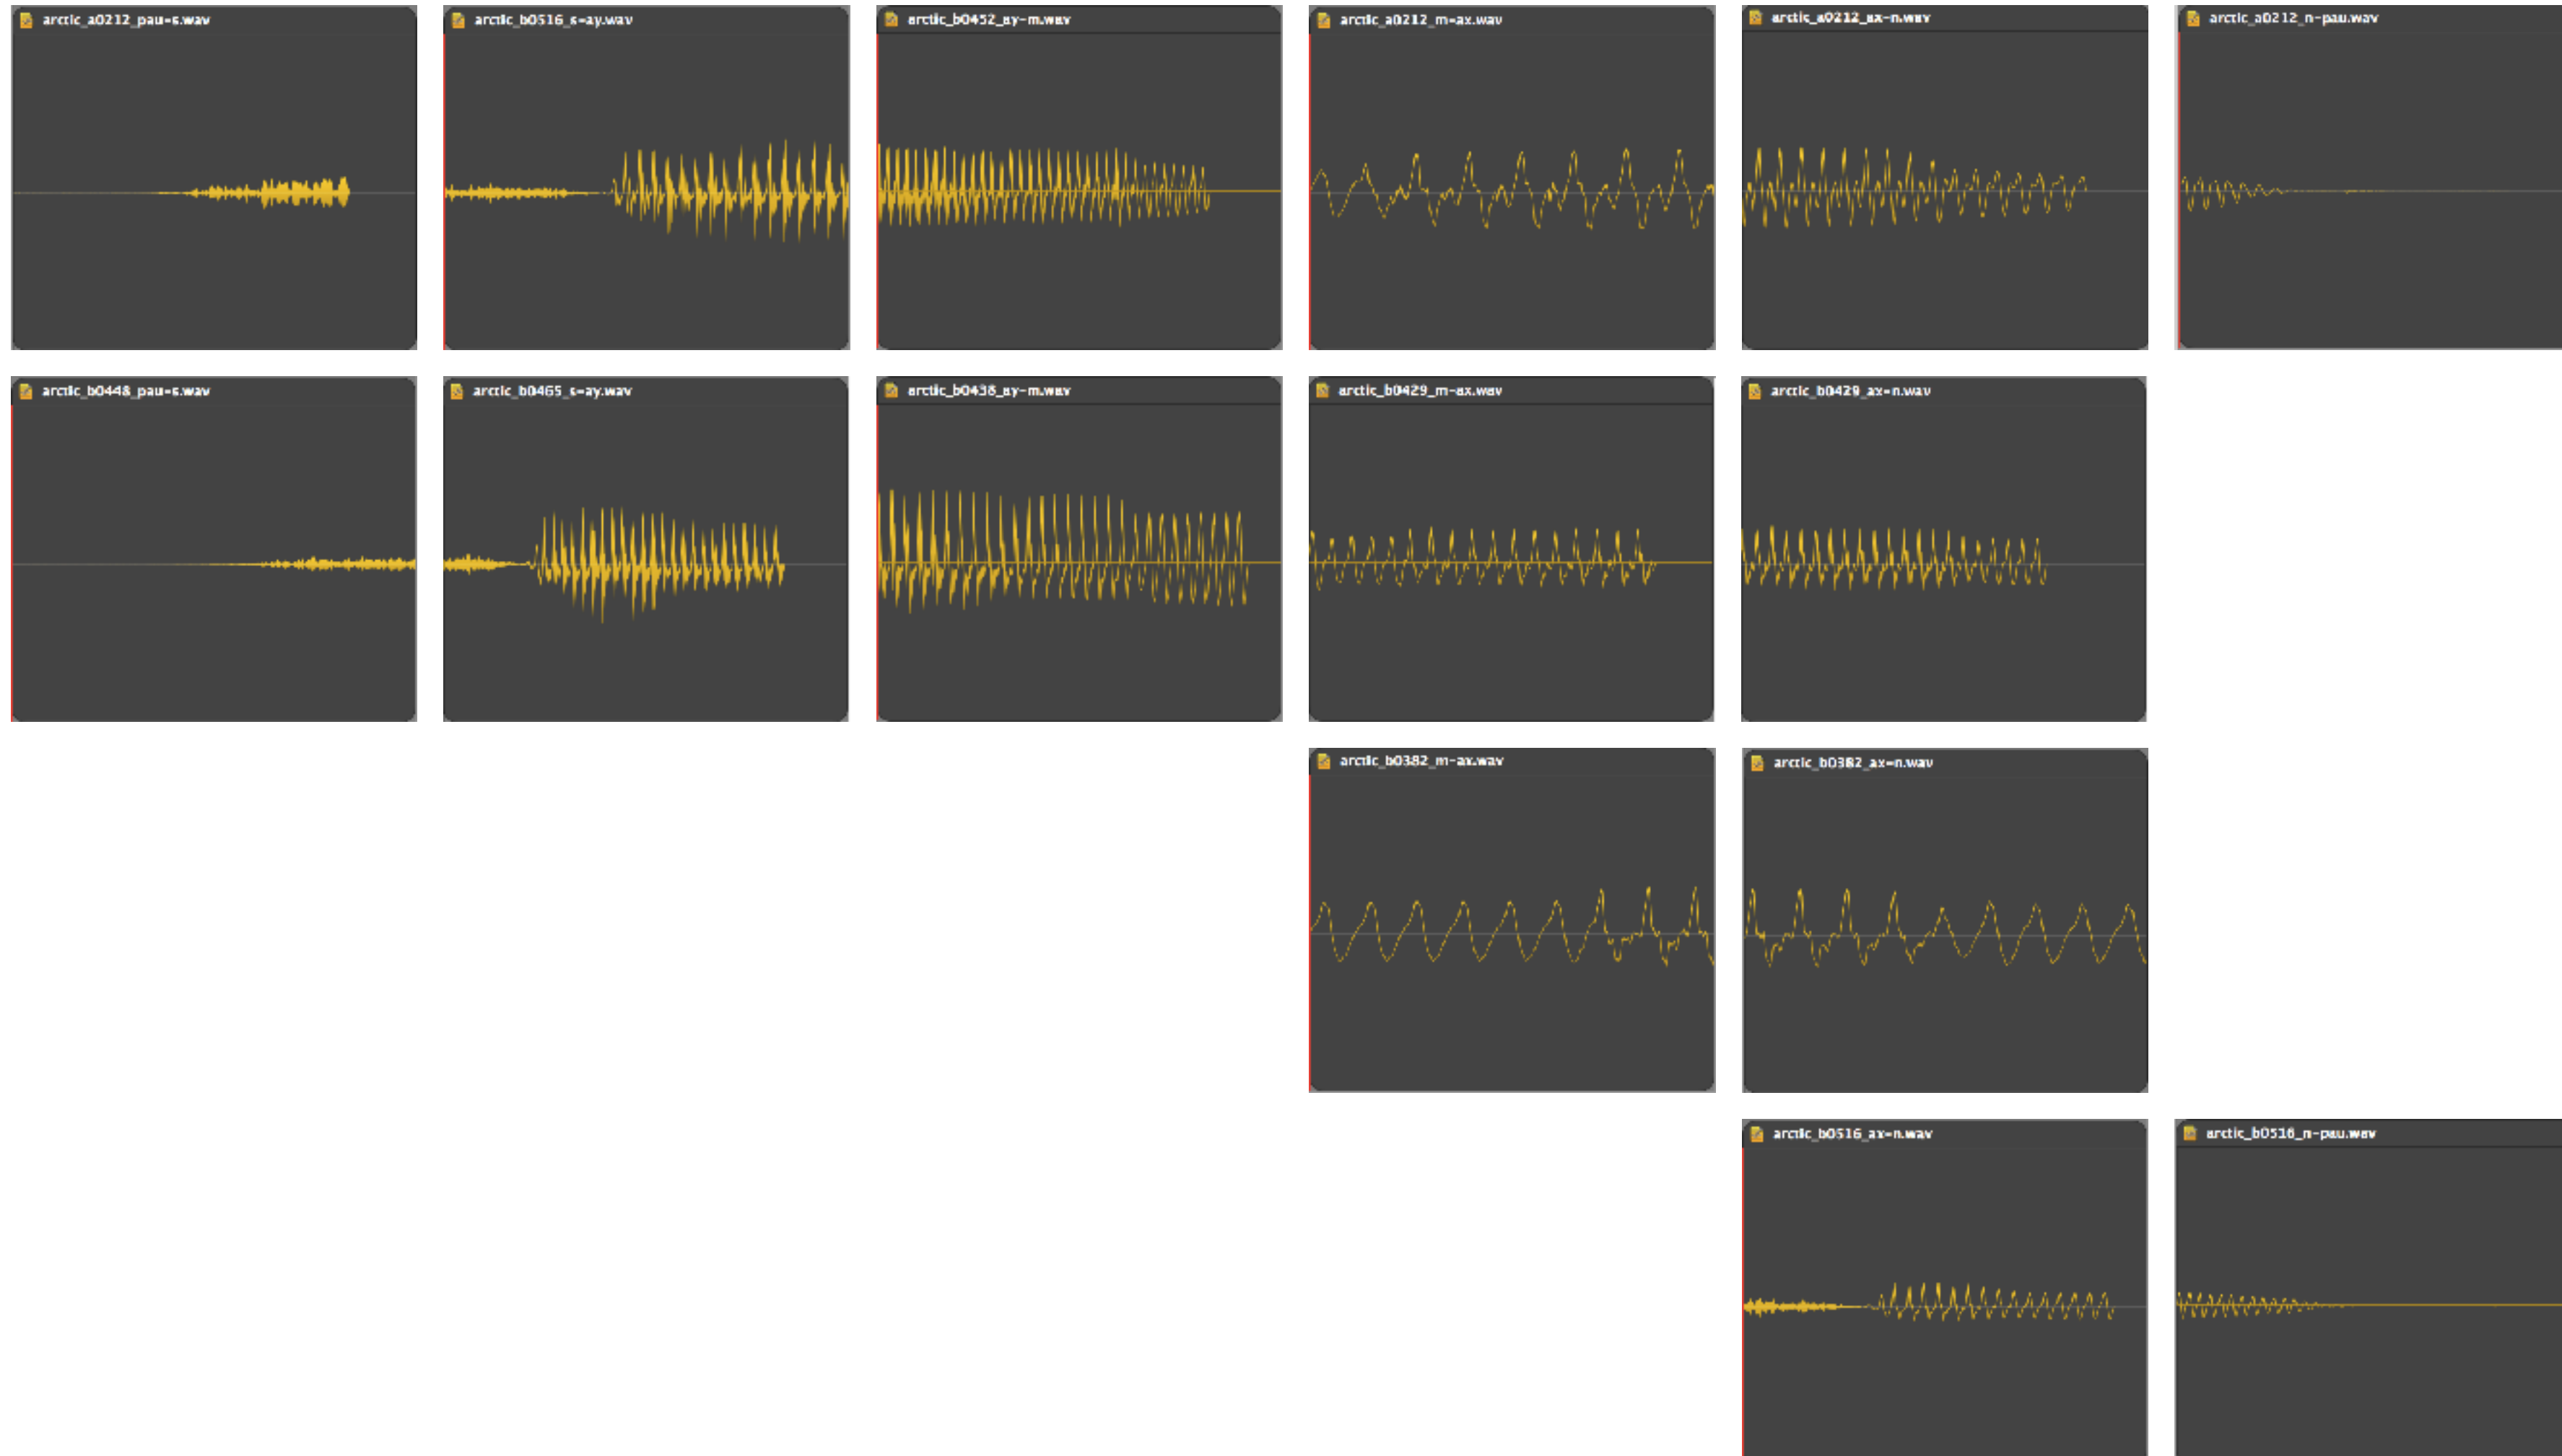 arctic_a0212_pau-s.wav
arctic_b0516_s-ay.wav
arctic_b0452_ay-m.wav
arctic_a0212_m-ax.wav
arctic_a0212_ax-n.wav
arctic_a0212_n-pau.wav
arctic_b0448_pau-s.wav
arctic_b0465_s-ay.wav
arctic_b0438_ay-m.wav
arctic_b0429_m-ax.wav
arctic_b0429_ax-n.wav
arctic_b0382_m-ax.wav
arctic_b0382_ax-n.wav
arctic_b0516_ax-n.wav
arctic_b0516_n-pau.wav